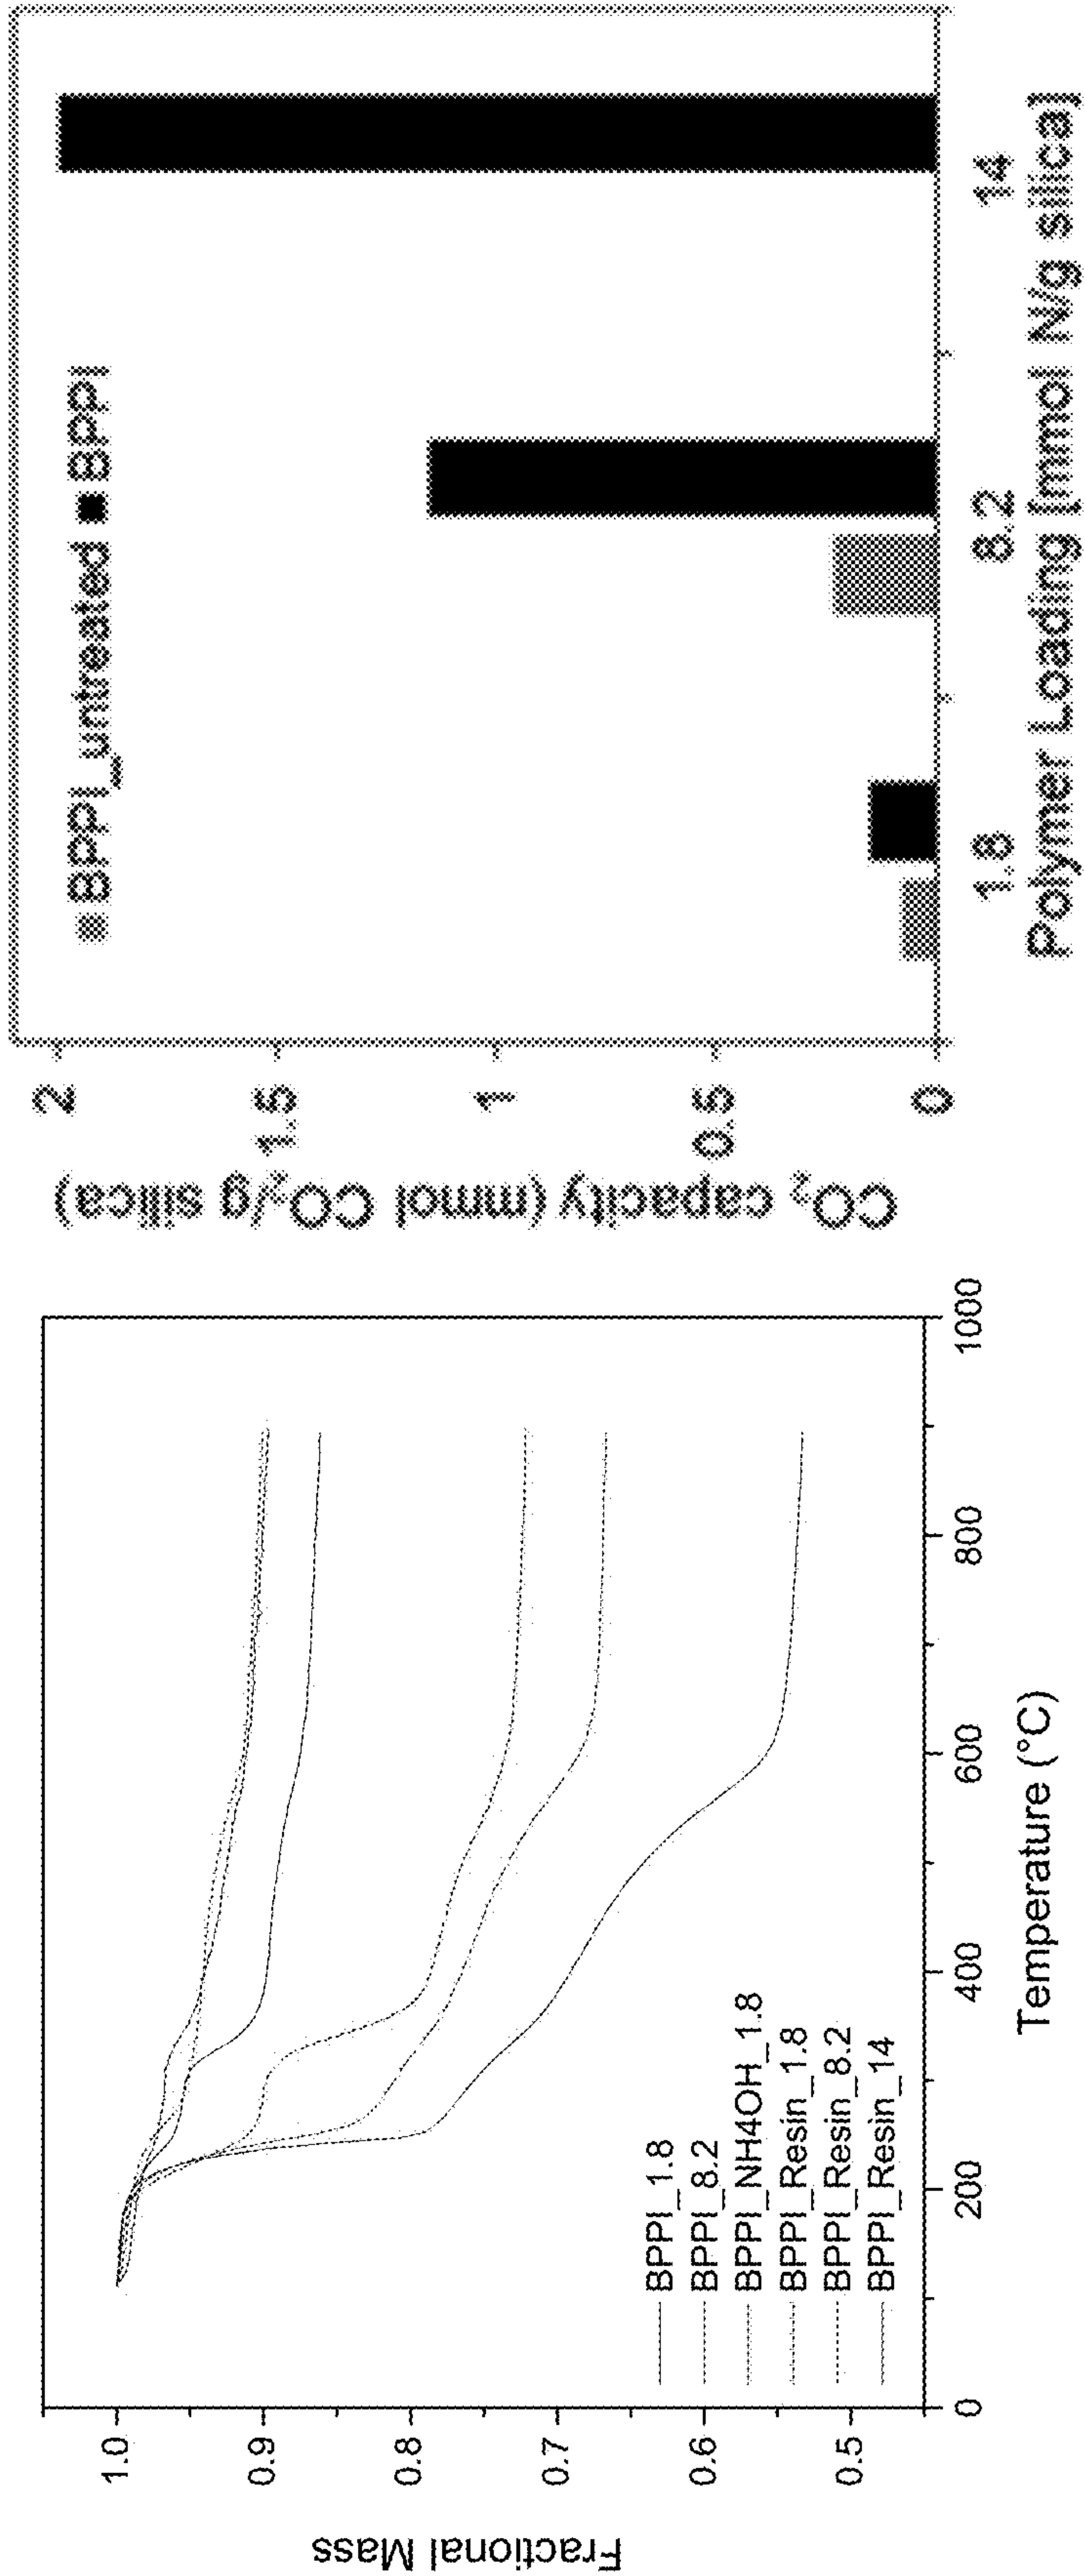 Fractional Mass
1.0
0.9
0.8
0.7
0.6
0.5
BPPI_1.8
BPPI_8.2
BPPI_NH4OH_1.8
BPPI_Resin_1.8
BPPI_Resin_8.2
BPPI_Resin_14
0 200 400 600 800 1000
Temperature (°C)
CO2 capacity (mmol CO2/g silica)
2
1.5
1
0.5
0
BPPI_untreated BPPI
1.8 8.2 14
Polymer Loading [mmol N/g silica]